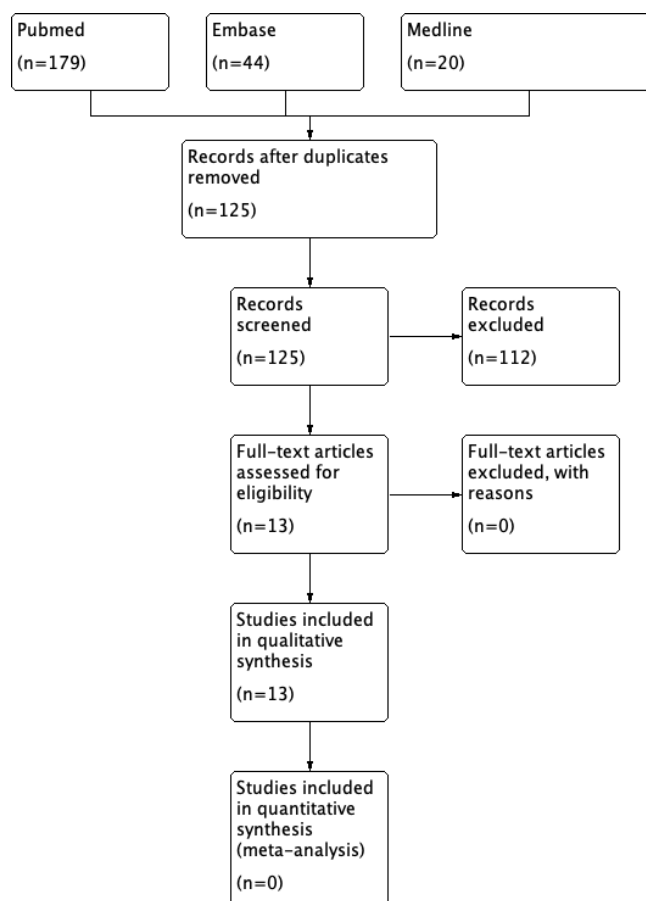 Pubmed
(n=179)
Embase
(n=44)
Medline
(n=20)
Records after duplicates
removed
(n=125)
Records
screened
(n=125)
Records
excluded
(n=112)
Full-text articles
assessed for
eligibility
(n=13)
Full-text articles
excluded, with
reasons
(n=0)
Studies included
in qualitative
synthesis
(n=13)
Studies included
in quantitative
synthesis
(meta-analysis)
(n=0)